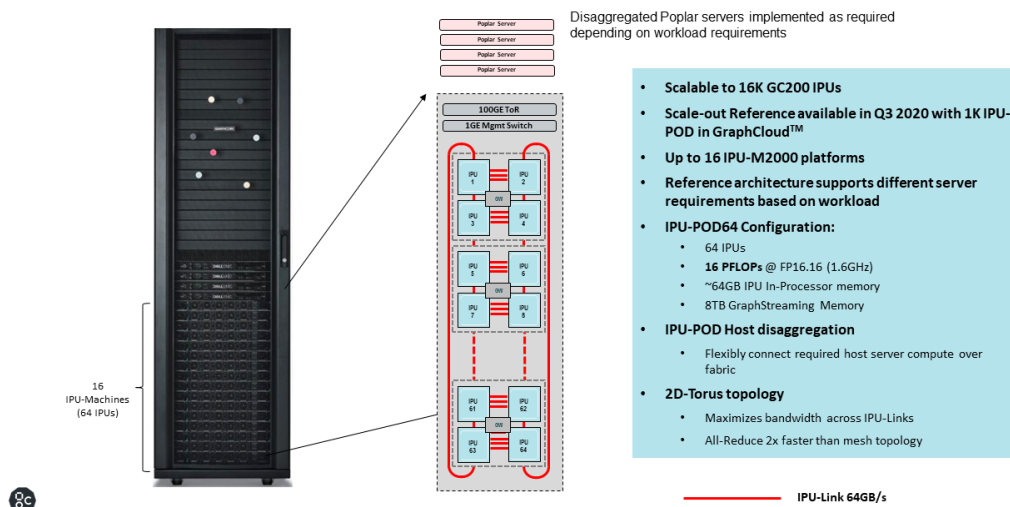 Disaggregated Poplar servers implemented as required
depending on workload requirements
Poplar Server
Poplar Server
Poplar Server
Poplar Server
100GE ToR
1GE Mgmt Switch
IPU
1
IPU
2
GW
IPU
3
IPU
4
IPU
5
IPU
6
GW
IPU
7
IPU
8
IPU
61
IPU
62
GW
IPU
63
IPU
64
16
IPU-Machines
(64 IPUs)
• Scalable to 16K GC200 IPUs
• Scale-out Reference available in Q3 2020 with 1K IPU-
POD in GraphCloud™
• Up to 16 IPU-M2000 platforms
• Reference architecture supports different server
requirements based on workload
• IPU-POD64 Configuration:
• 64 IPUs
• 16 PFLOPs @ FP16.16 (1.6GHz)
• ~64GB IPU In-Processor memory
• 8TB GraphStreaming Memory
• IPU-POD Host disaggregation
• Flexibly connect required host server compute over
fabric
• 2D-Torus topology
• Maximizes bandwidth across IPU-Links
• All-Reduce 2x faster than mesh topology
IPU-Link 64GB/s